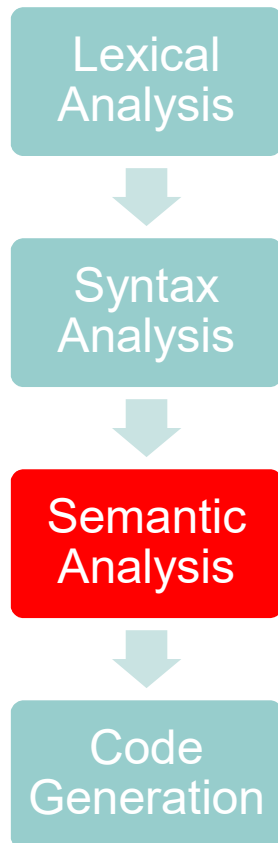 Lexical
Analysis
Syntax
Analysis
Semantic
Analysis
Code
Generation